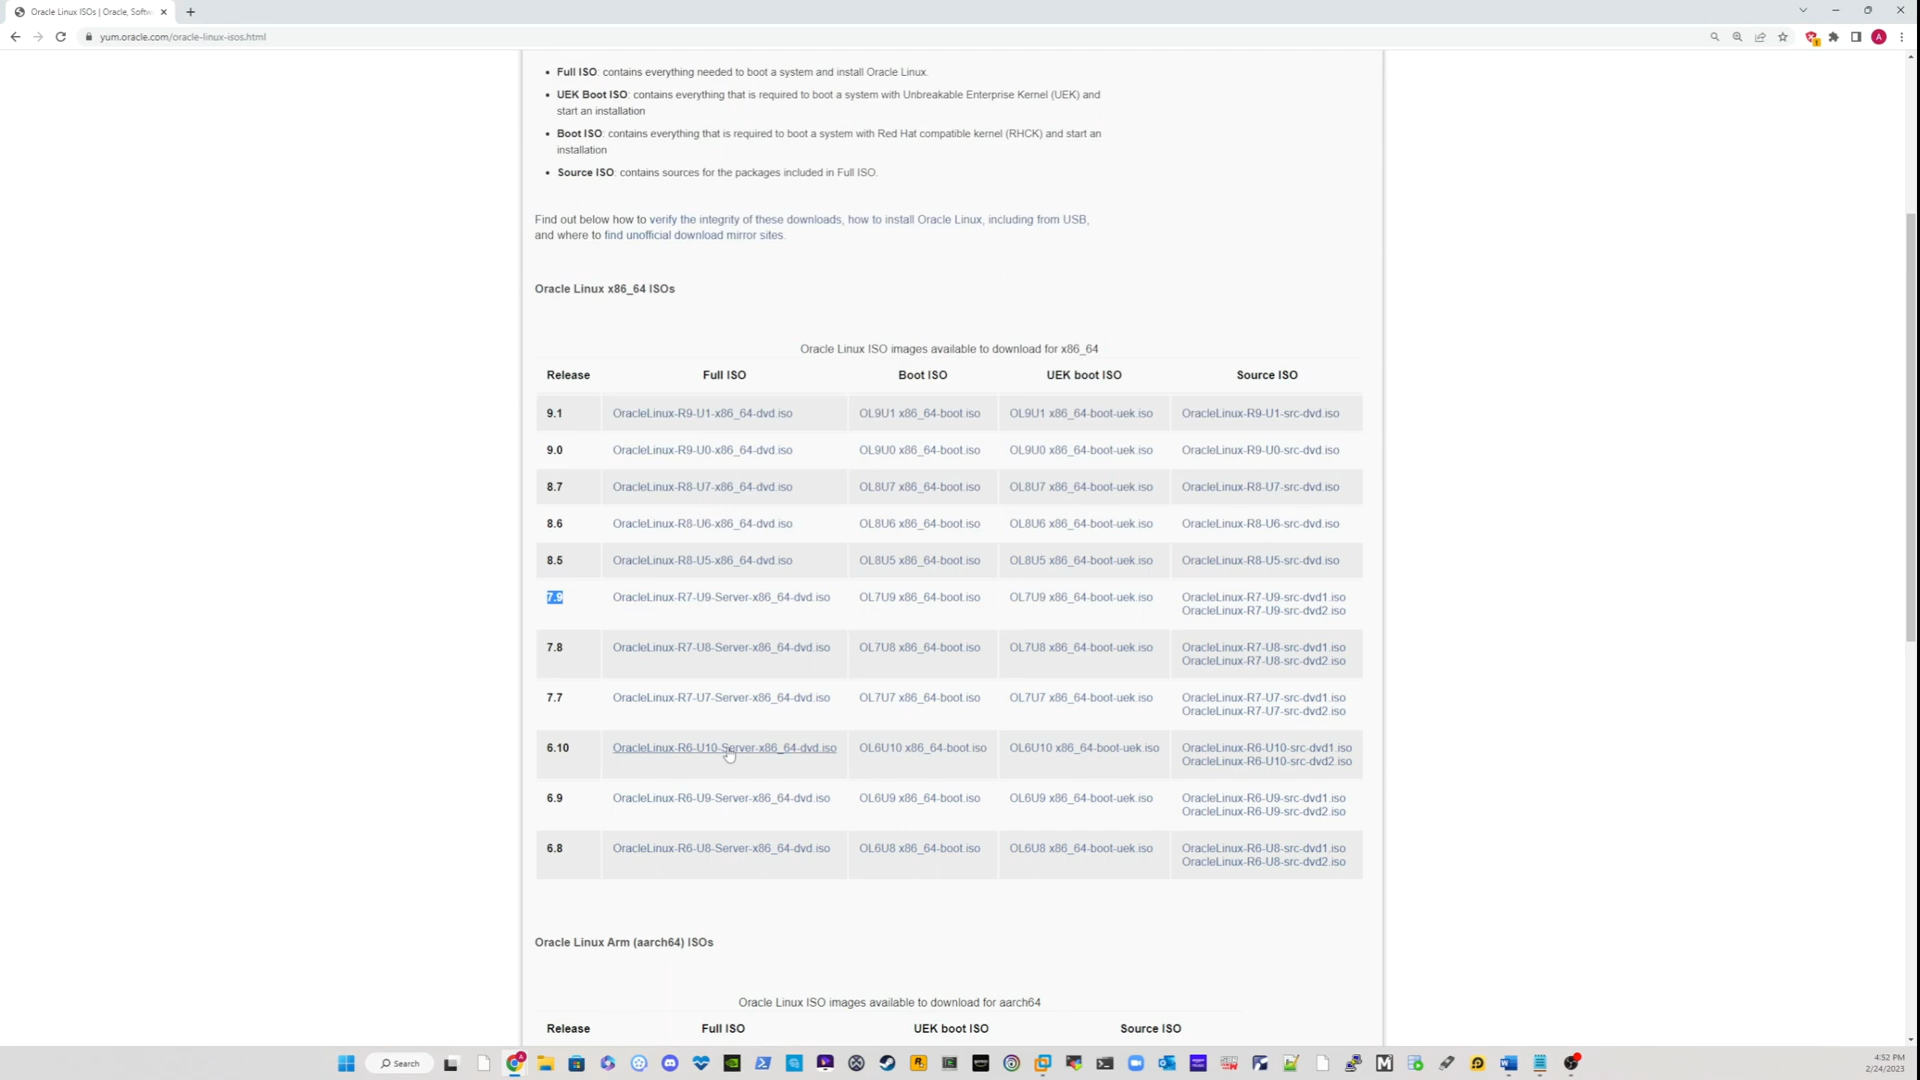 Oracle Linux ISOs | Oracle, Softw
yum.oracle.com/oracle-linux-isos.html
A
• Full ISO: contains everything needed to boot a system and install Oracle Linux.
• UEK Boot ISO: contains everything that is required to boot a system with Unbreakable Enterprise Kernel (UEK) and
start an installation
• Boot ISO: contains everything that is required to boot a system with Red Hat compatible kernel (RHCK) and start an
installation
• Source ISO: contains sources for the packages included in Full ISO.
Find out below how to verify the integrity of these downloads, how to install Oracle Linux, including from USB,
and where to find unofficial download mirror sites.
Oracle Linux x86_64 ISOs
Oracle Linux ISO images available to download for x86_64
Release Full ISO Boot ISO UEK boot ISO Source ISO
9.1 OracleLinux-R9-U1-x86_64-dvd.iso OL9U1 x86_64-boot.iso OL9U1 x86_64-boot-uek.iso OracleLinux-R9-U1-src-dvd.iso
9.0 OracleLinux-R9-U0-x86_64-dvd.iso OL9U0 x86_64-boot.iso OL9U0 x86_64-boot-uek.iso OracleLinux-R9-U0-src-dvd.iso
8.7 OracleLinux-R8-U7-x86_64-dvd.iso OL8U7 x86_64-boot.iso OL8U7 x86_64-boot-uek.iso OracleLinux-R8-U7-src-dvd.iso
8.6 OracleLinux-R8-U6-x86_64-dvd.iso OL8U6 x86_64-boot.iso OL8U6 x86_64-boot-uek.iso OracleLinux-R8-U6-src-dvd.iso
8.5 OracleLinux-R8-U5-x86_64-dvd.iso OL8U5 x86_64-boot.iso OL8U5 x86_64-boot-uek.iso OracleLinux-R8-U5-src-dvd.iso
7.9 OracleLinux-R7-U9-Server-x86_64-dvd.iso OL7U9 x86_64-boot.iso OL7U9 x86_64-boot-uek.iso OracleLinux-R7-U9-src-dvd1.iso
OracleLinux-R7-U9-src-dvd2.iso
7.8 OracleLinux-R7-U8-Server-x86_64-dvd.iso OL7U8 x86_64-boot.iso OL7U8 x86_64-boot-uek.iso OracleLinux-R7-U8-src-dvd1.iso
OracleLinux-R7-U8-src-dvd2.iso
7.7 OracleLinux-R7-U7-Server-x86_64-dvd.iso OL7U7 x86_64-boot.iso OL7U7 x86_64-boot-uek.iso OracleLinux-R7-U7-src-dvd1.iso
OracleLinux-R7-U7-src-dvd2.iso
6.10 OracleLinux-R6-U10-Server-x86_64-dvd.iso OL6U10 x86_64-boot.iso OL6U10 x86_64-boot-uek.iso OracleLinux-R6-U10-src-dvd1.iso
OracleLinux-R6-U10-src-dvd2.iso
6.9 OracleLinux-R6-U9-Server-x86_64-dvd.iso OL6U9 x86_64-boot.iso OL6U9 x86_64-boot-uek.iso OracleLinux-R6-U9-src-dvd1.iso
OracleLinux-R6-U9-src-dvd2.iso
6.8 OracleLinux-R6-U8-Server-x86_64-dvd.iso OL6U8 x86_64-boot.iso OL6U8 x86_64-boot-uek.iso OracleLinux-R6-U8-src-dvd1.iso
OracleLinux-R6-U8-src-dvd2.iso
Oracle Linux Arm (aarch64) ISOs
Oracle Linux ISO images available to download for aarch64
Release Full ISO UEK boot ISO Source ISO
Search
4:52 PM
2/24/2023